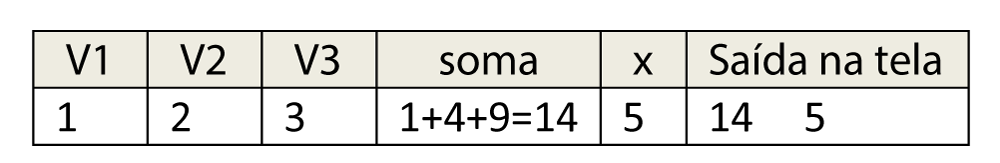 V1 V2 V3 soma x Saída na tela
1 2 3 1+4+9=14 5 14 5